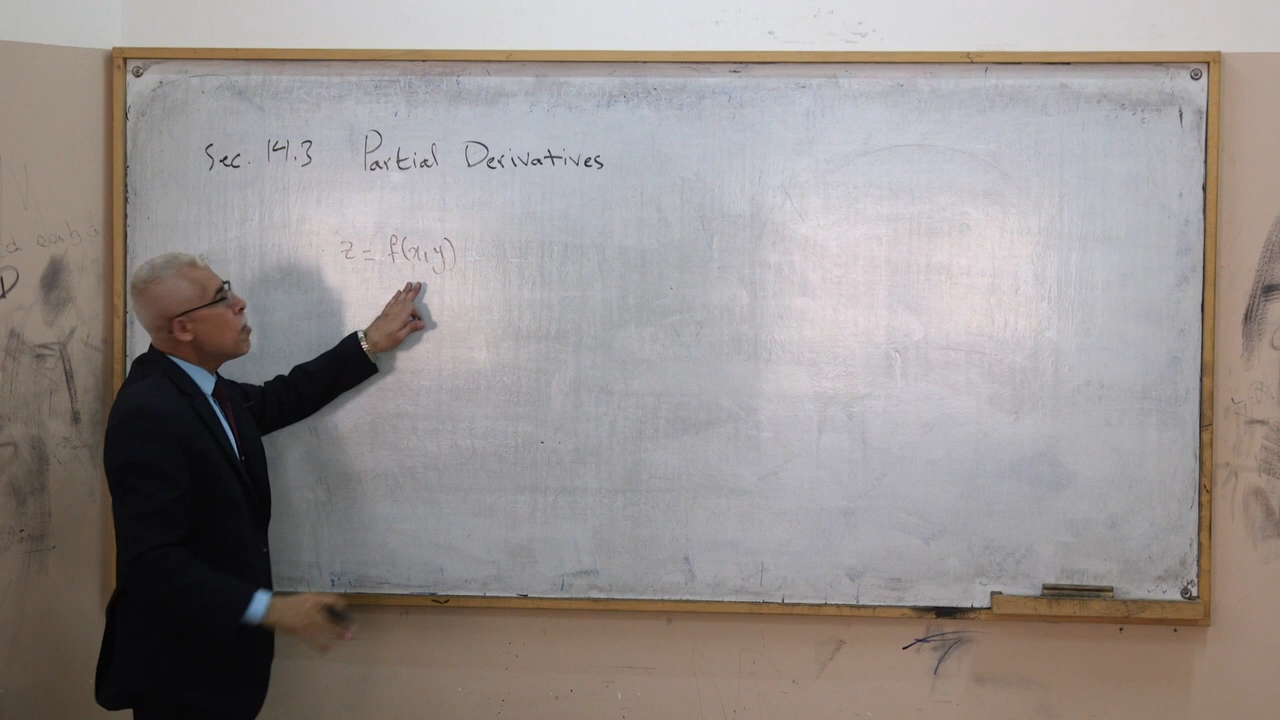 Sec. 14.3 Partial Derivatives
z = f(x,y)